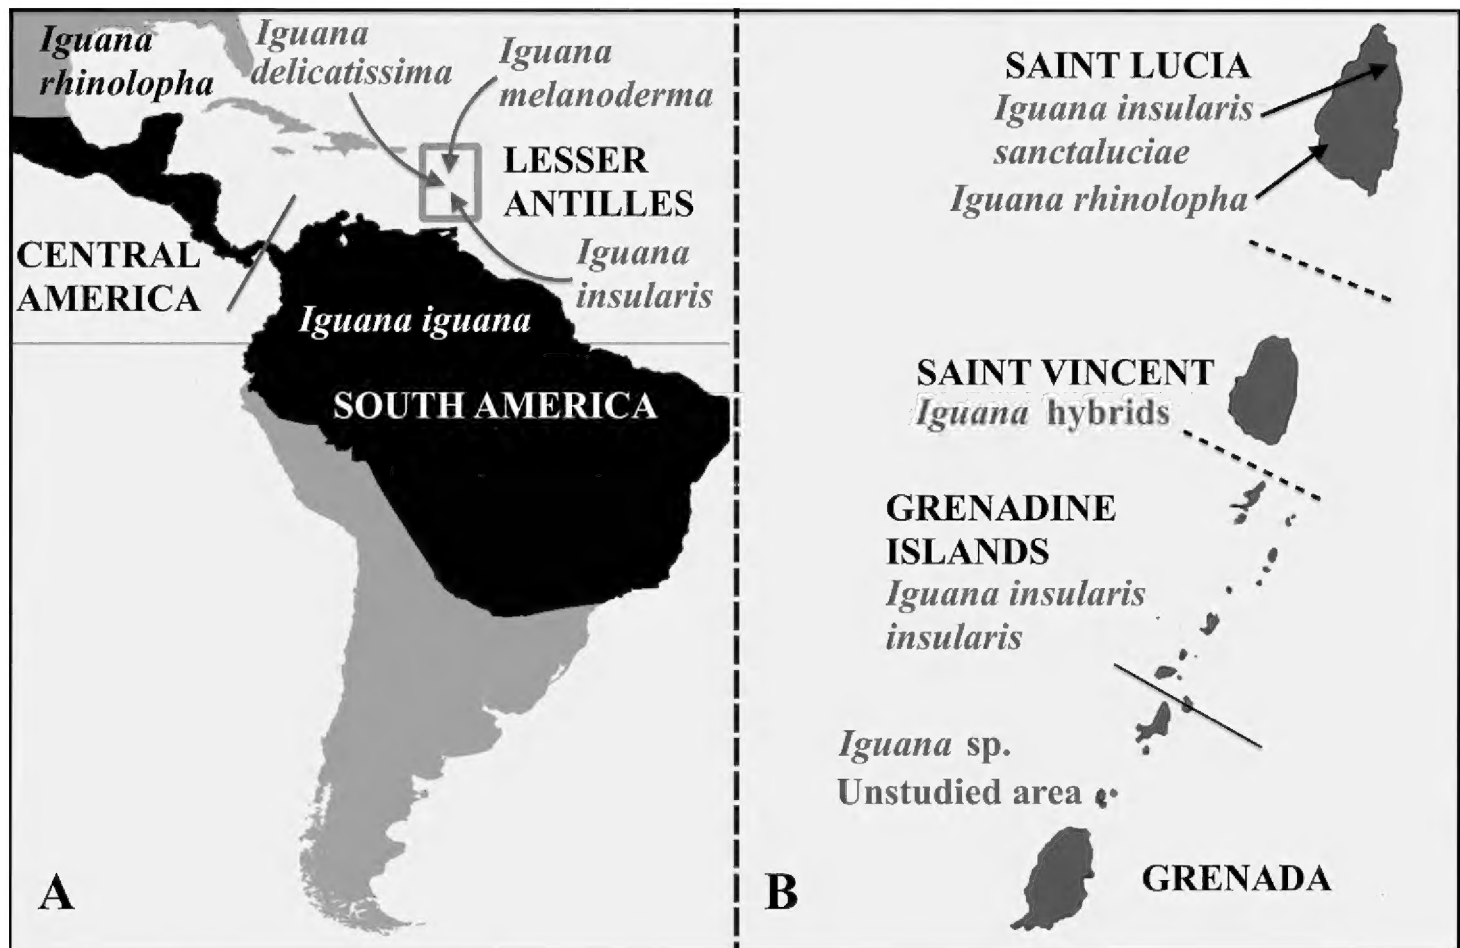 Iguana
rhinolopha
Iguana
delicatissima
Iguana
melanoderma
LESSER
ANTILLES
CENTRAL
AMERICA
Iguana
insularis
Iguana iguana
SOUTH AMERICA
A
SAINT LUCIA
Iguana insularis
sanctaluciae
Iguana rhinolopha
SAINT VINCENT
Iguana hybrids
GRENADINE
ISLANDS
Iguana insularis
insularis
Iguana sp.
Unstudied area
GRENADA
B